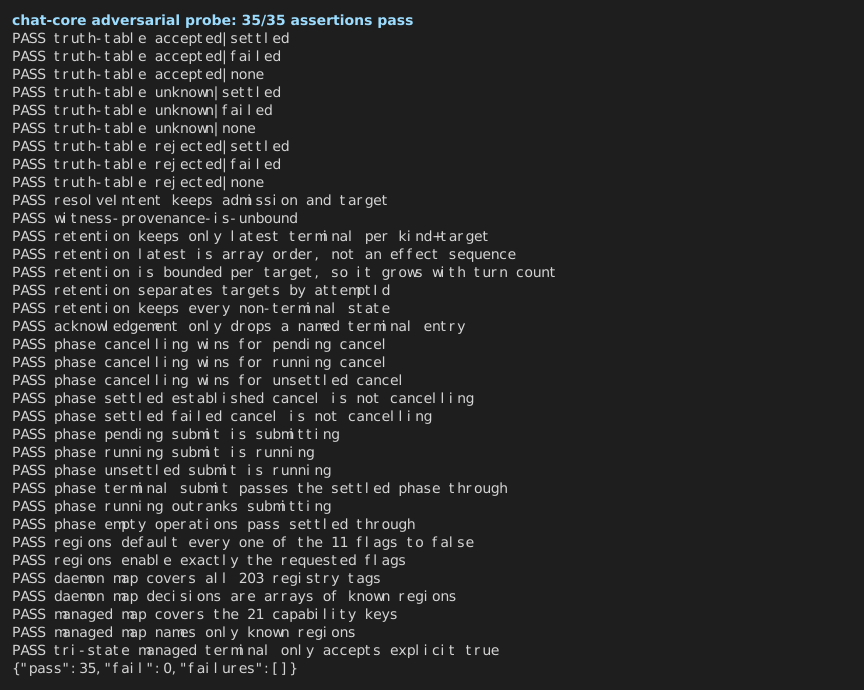 chat-core adversarial probe: 35/35 assertions pass
PASS truth-table accepted|settled
PASS truth-table accepted|failed
PASS truth-table accepted|none
PASS truth-table unknown|settled
PASS truth-table unknown|failed
PASS truth-table unknown|none
PASS truth-table rejected|settled
PASS truth-table rejected|failed
PASS truth-table rejected|none
PASS resolveIntent keeps admission and target
PASS witness-provenance-is-unbound
PASS retention keeps only latest terminal per kind+target
PASS retention latest is array order, not an effect sequence
PASS retention is bounded per target, so it grows with turn count
PASS retention separates targets by attemptId
PASS retention keeps every non-terminal state
PASS acknowledgement only drops a named terminal entry
PASS phase cancelling wins for pending cancel
PASS phase cancelling wins for running cancel
PASS phase cancelling wins for unsettled cancel
PASS phase settled established cancel is not cancelling
PASS phase settled failed cancel is not cancelling
PASS phase pending submit is submitting
PASS phase running submit is running
PASS phase unsettled submit is running
PASS phase terminal submit passes the settled phase through
PASS phase running outranks submitting
PASS phase empty operations pass settled through
PASS regions default every one of the 11 flags to false
PASS regions enable exactly the requested flags
PASS daemon map covers all 203 registry tags
PASS daemon map decisions are arrays of known regions
PASS managed map covers the 21 capability keys
PASS managed map names only known regions
PASS tri-state managed terminal only accepts explicit true
{"pass":35,"fail":0,"failures":[]}